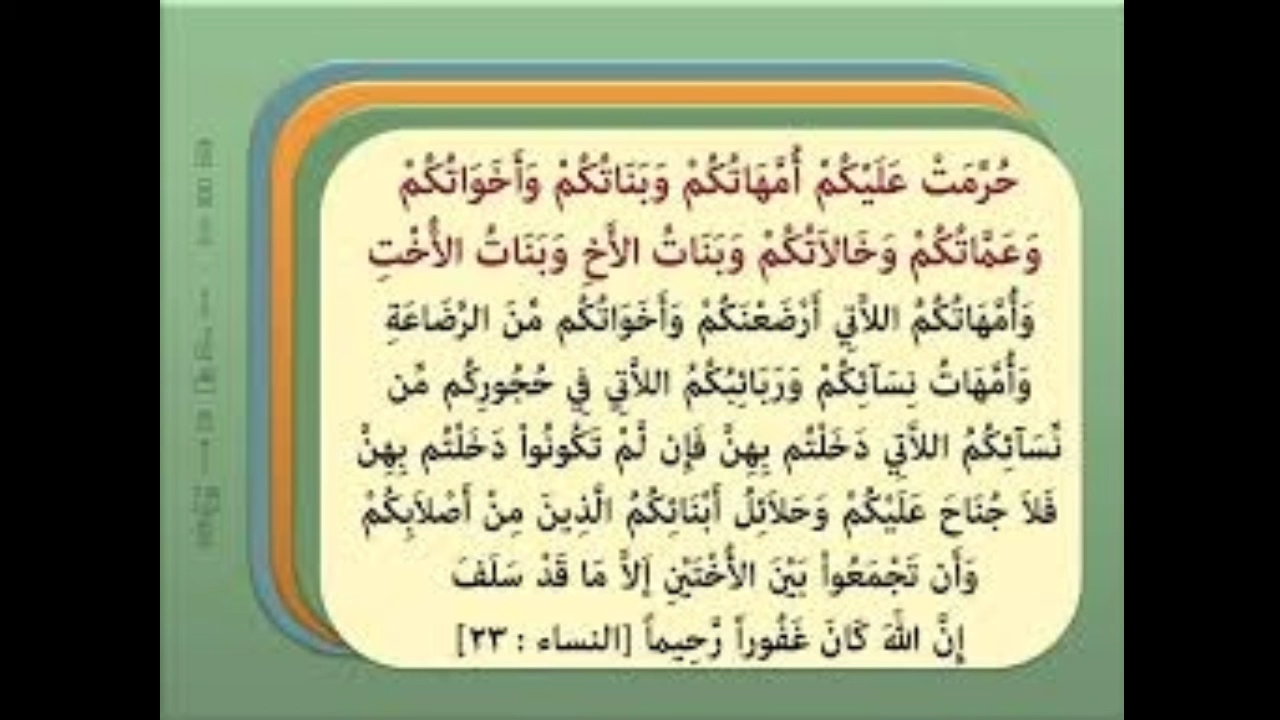 حُرِّمَتْ عَلَيْكُمْ أُمَّهَاتُكُمْ وَبَنَاتُكُمْ وَأَخَوَاتُكُمْ
وَعَمَّاتُكُمْ وَخَالاَتُكُمْ وَبَنَاتُ الأَخِ وَبَنَاتُ الأُخْتِ
وَأُمَّهَاتُكُمُ اللاَّتِي أَرْضَعْنَكُمْ وَأَخَوَاتُكُم مِّنَ الرَّضَاعَةِ
وَأُمَّهَاتُ نِسَآئِكُمْ وَرَبَائِبُكُمُ اللاَّتِي فِي حُجُورِكُم مِّن
نِّسَآئِكُمُ اللاَّتِي دَخَلْتُم بِهِنَّ فَإِن لَّمْ تَكُونُواْ دَخَلْتُم بِهِنَّ
فَلاَ جُنَاحَ عَلَيْكُمْ وَحَلاَئِلُ أَبْنَائِكُمُ الَّذِينَ مِنْ أَصْلاَبِكُمْ
وَأَن تَجْمَعُواْ بَيْنَ الأُخْتَيْنِ إَلاَّ مَا قَدْ سَلَفَ
إِنَّ اللّهَ كَانَ غَفُوراً رَّحِيماً [النساء : ٢٣]